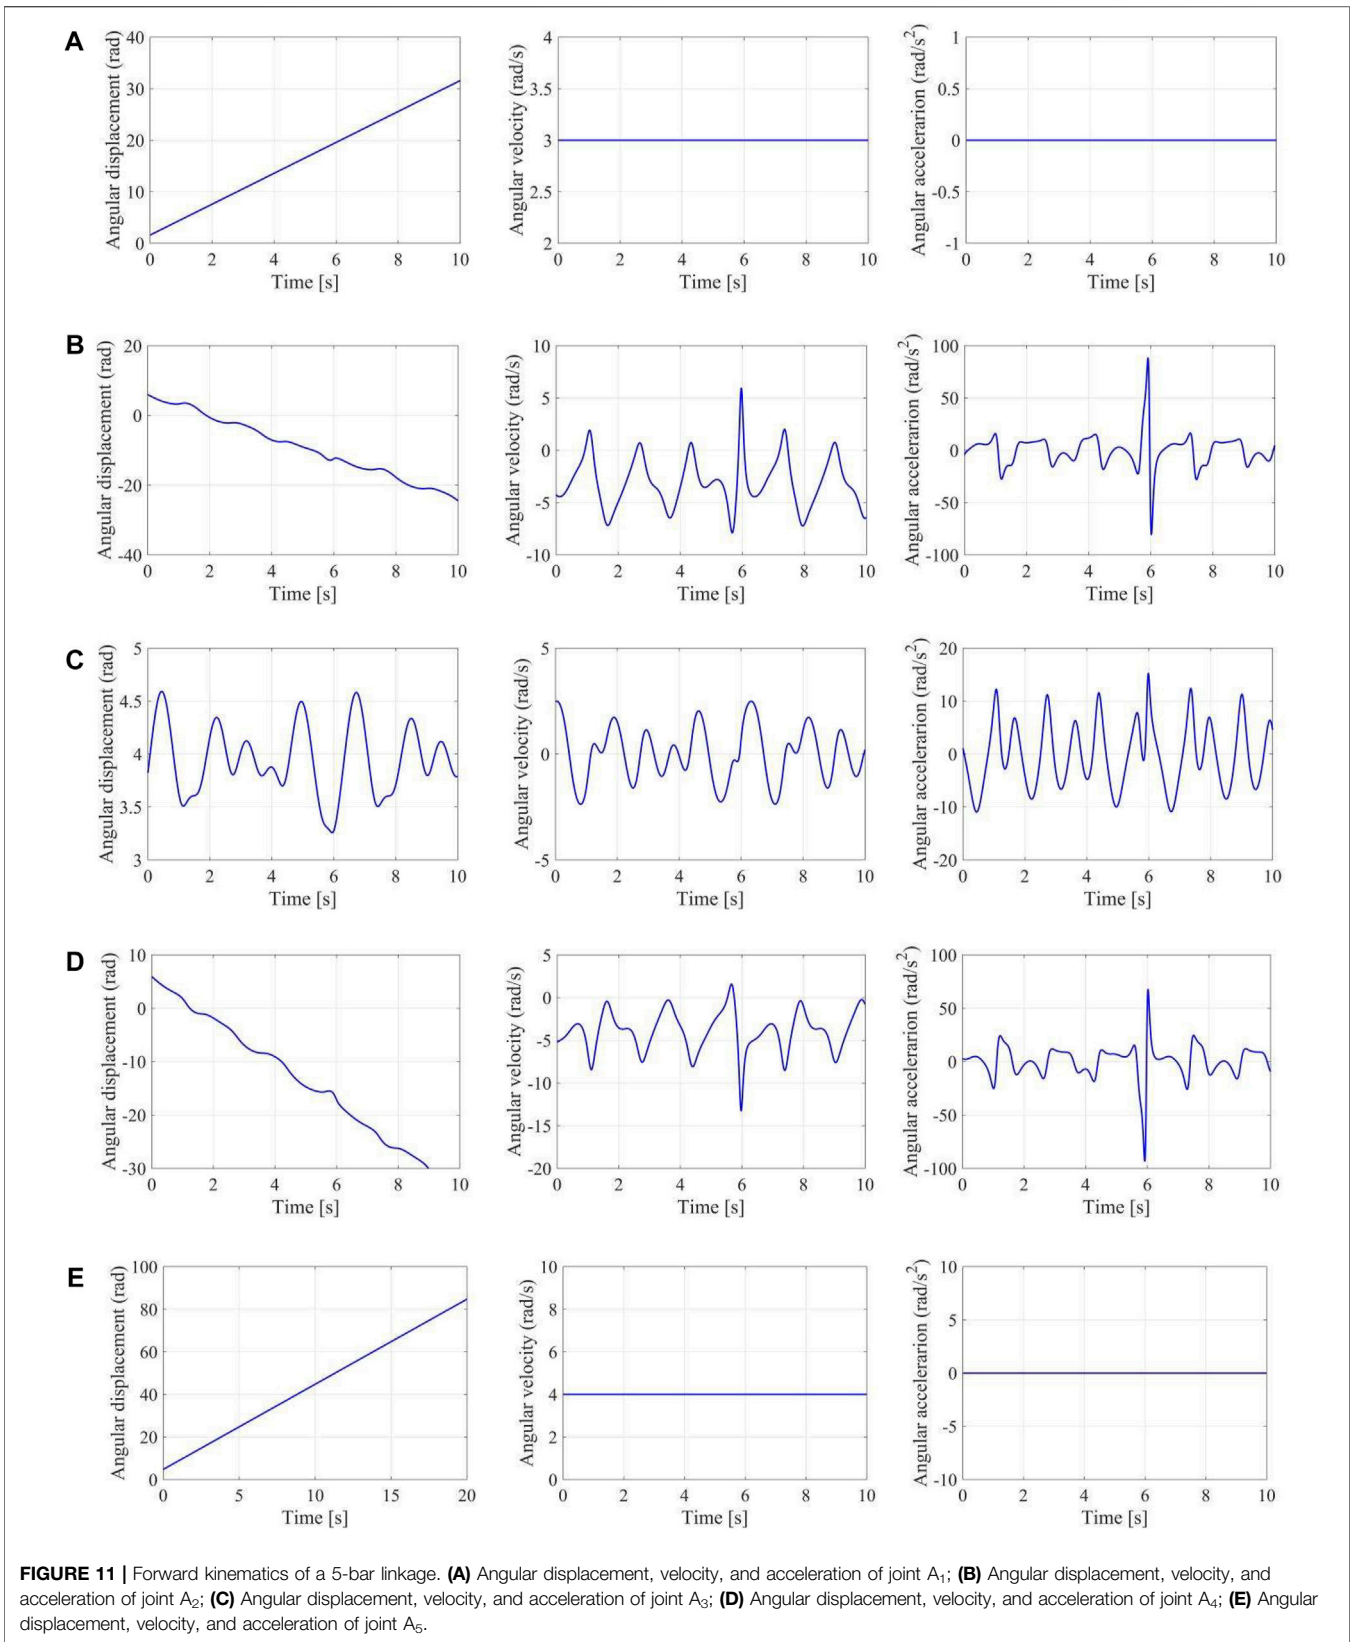 A
Angular displacement (rad)
40
30
20
10
0
0 2 4 6 8 10
Time [s]
Angular velocity (rad/s)
4
3.5
3
2.5
2
0 2 4 6 8 10
Time [s]
Angular accelerarion (rad/s²)
1
0.5
0
-0.5
-1
0 2 4 6 8 10
Time [s]
B
Angular displacement (rad)
20
0
-20
-40
0 2 4 6 8 10
Time [s]
Angular velocity (rad/s)
10
5
0
-5
-10
0 2 4 6 8 10
Time [s]
Angular accelerarion (rad/s²)
100
50
0
-50
-100
0 2 4 6 8 10
Time [s]
C
Angular displacement (rad)
5
4.5
4
3.5
3
0 2 4 6 8 10
Time [s]
Angular velocity (rad/s)
5
0
-5
0 2 4 6 8 10
Time [s]
Angular accelerarion (rad/s²)
20
10
0
-10
-20
0 2 4 6 8 10
Time [s]
D
Angular displacement (rad)
10
0
-10
-20
-30
0 2 4 6 8 10
Time [s]
Angular velocity (rad/s)
5
0
-5
-10
-15
-20
0 2 4 6 8 10
Time [s]
Angular accelerarion (rad/s²)
100
50
0
-50
-100
0 2 4 6 8 10
Time [s]
E
Angular displacement (rad)
100
80
60
40
20
0
0 5 10 15 20
Time [s]
Angular velocity (rad/s)
10
8
6
4
2
0
0 2 4 6 8 10
Time [s]
Angular accelerarion (rad/s²)
10
5
0
-5
-10
0 2 4 6 8 10
Time [s]
FIGURE 11 | Forward kinematics of a 5-bar linkage. (A) Angular displacement, velocity, and acceleration of joint A₁; (B) Angular displacement, velocity, and
acceleration of joint A₂; (C) Angular displacement, velocity, and acceleration of joint A₃; (D) Angular displacement, velocity, and acceleration of joint A₄; (E) Angular
displacement, velocity, and acceleration of joint A₅.